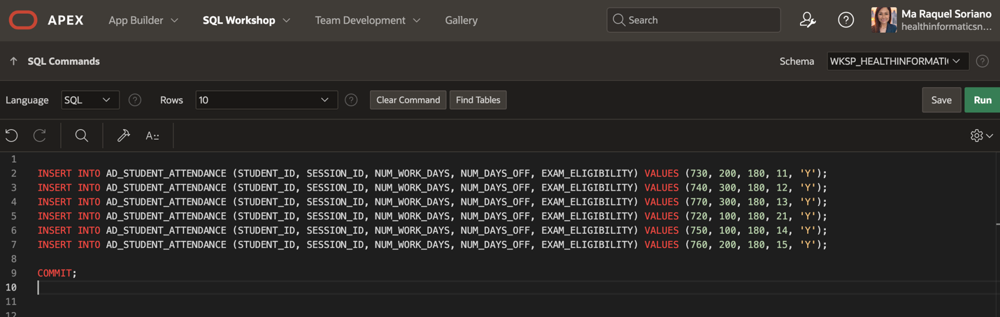 APEX App Builder SQL Workshop Team Development Gallery Search Ma Raquel Soriano
healthinformaticsn...
SQL Commands Schema WKSP_HEALTHINFORMATI
Language SQL Rows 10 Clear Command Find Tables Save Run
A
1
2 INSERT INTO AD_STUDENT_ATTENDANCE (STUDENT_ID, SESSION_ID, NUM_WORK_DAYS, NUM_DAYS_OFF, EXAM_ELIGIBILITY) VALUES (730, 200, 180, 11, 'Y');
3 INSERT INTO AD_STUDENT_ATTENDANCE (STUDENT_ID, SESSION_ID, NUM_WORK_DAYS, NUM_DAYS_OFF, EXAM_ELIGIBILITY) VALUES (740, 300, 180, 12, 'Y');
4 INSERT INTO AD_STUDENT_ATTENDANCE (STUDENT_ID, SESSION_ID, NUM_WORK_DAYS, NUM_DAYS_OFF, EXAM_ELIGIBILITY) VALUES (770, 300, 180, 13, 'Y');
5 INSERT INTO AD_STUDENT_ATTENDANCE (STUDENT_ID, SESSION_ID, NUM_WORK_DAYS, NUM_DAYS_OFF, EXAM_ELIGIBILITY) VALUES (720, 100, 180, 21, 'Y');
6 INSERT INTO AD_STUDENT_ATTENDANCE (STUDENT_ID, SESSION_ID, NUM_WORK_DAYS, NUM_DAYS_OFF, EXAM_ELIGIBILITY) VALUES (750, 100, 180, 14, 'Y');
7 INSERT INTO AD_STUDENT_ATTENDANCE (STUDENT_ID, SESSION_ID, NUM_WORK_DAYS, NUM_DAYS_OFF, EXAM_ELIGIBILITY) VALUES (760, 200, 180, 15, 'Y');
8
9 COMMIT;
10
11
12